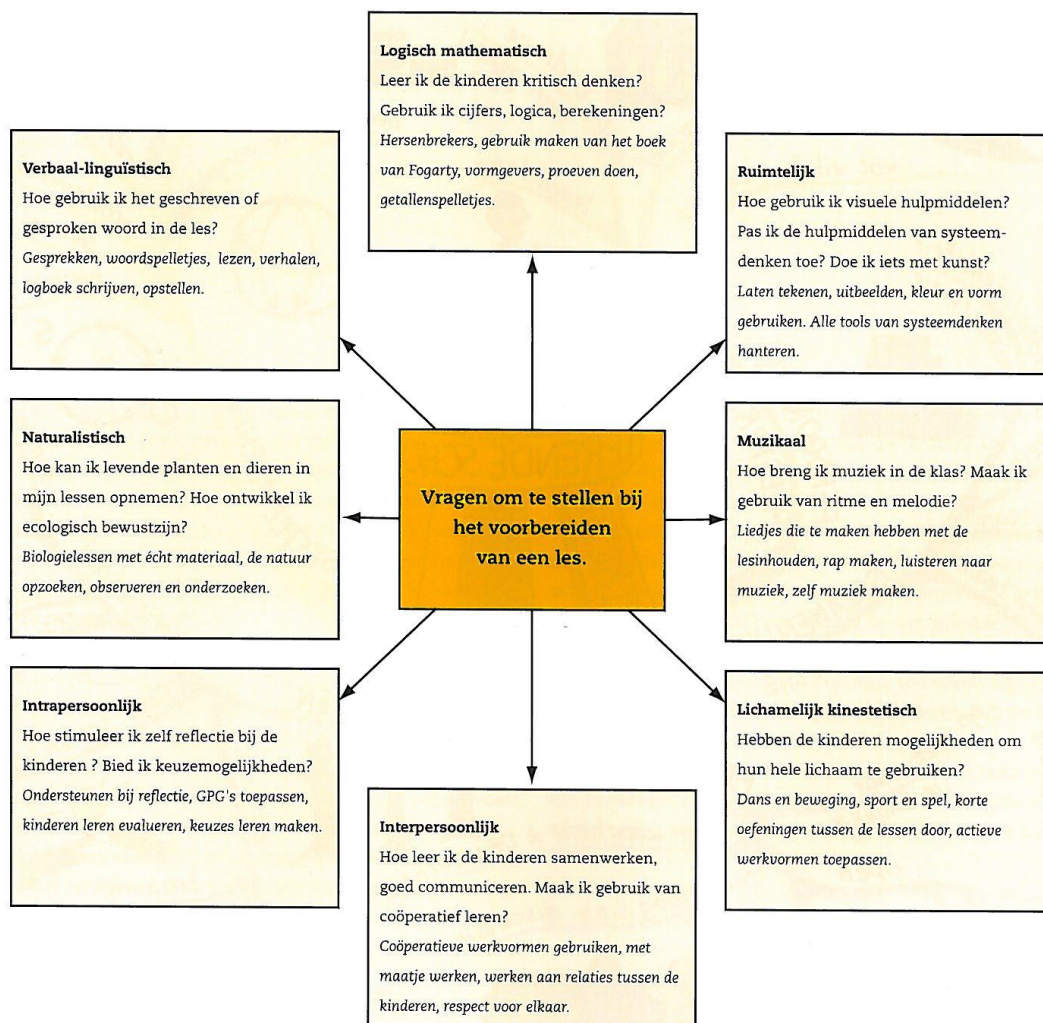 Logisch mathematisch
Leer ik de kinderen kritisch denken?
Gebruik ik cijfers, logica, berekeningen?
Hersenbrekers, gebruik maken van het boek
van Fogarty, vormgevers, proeven doen,
getallenspelletjes.
Verbaal-linguïstisch
Hoe gebruik ik het geschreven of
gesproken woord in de les?
Gesprekken, woordspelletjes, lezen, verhalen,
logboek schrijven, opstellen.
Ruimtelijk
Hoe gebruik ik visuele hulpmiddelen?
Pas ik de hulpmiddelen van systeem-
denken toe? Doe ik iets met kunst?
Laten tekenen, uitbeelden, kleur en vorm
gebruiken. Alle tools van systeemdenken
hanteren.
Naturalistisch
Hoe kan ik levende planten en dieren in
mijn lessen opnemen? Hoe ontwikkel ik
ecologisch bewustzijn?
Biologielessen met écht materiaal, de natuur
opzoeken, observeren en onderzoeken.
Vragen om te stellen bij
het voorbereiden
van een les.
Muzikaal
Hoe breng ik muziek in de klas? Maak ik
gebruik van ritme en melodie?
Liedjes die te maken hebben met de
lesinhouden, rap maken, luisteren naar
muziek, zelf muziek maken.
Intrapersoonlijk
Hoe stimuleer ik zelf reflectie bij de
kinderen ? Bied ik keuzemogelijkheden?
Ondersteunen bij reflectie, GPG's toepassen,
kinderen leren evalueren, keuzes leren maken.
Interpersoonlijk
Hoe leer ik de kinderen samenwerken,
goed communiceren. Maak ik gebruik van
coöperatief leren?
Coöperatieve werkvormen gebruiken, met
maatje werken, werken aan relaties tussen de
kinderen, respect voor elkaar.
Lichamelijk kinestetisch
Hebben de kinderen mogelijkheden om
hun hele lichaam te gebruiken?
Dans en beweging, sport en spel, korte
oefeningen tussen de lessen door, actieve
werkvormen toepassen.